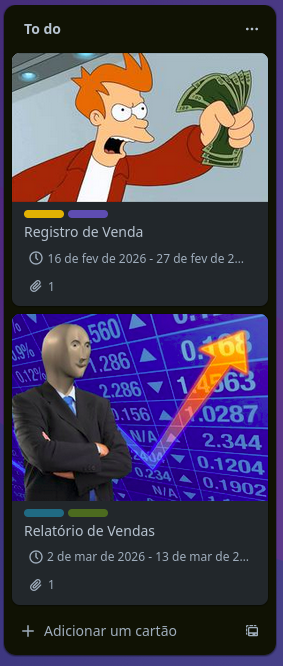 To do
Registro de Venda
16 de fev de 2026 - 27 de fev de 2...
1
560
0.168
0.9%
1.286
1.4563
2.286
0.156
1.0287
N/A
2.344
0.234
0.1204
N/A
0.1902
Relatório de Vendas
2 de mar de 2026 - 13 de mar de 2...
1
Adicionar um cartão